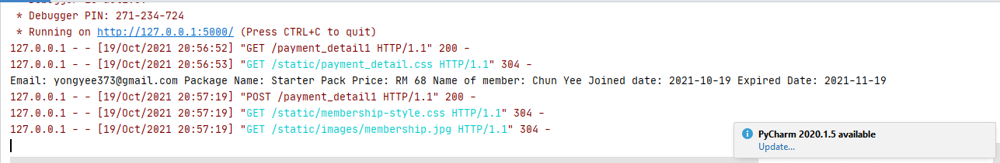 * Debugger PIN: 271-234-724
* Running on http://127.0.0.1:5000/ (Press CTRL+C to quit)
127.0.0.1 - - [19/Oct/2021 20:56:52] "GET /payment_detail1 HTTP/1.1" 200 -
127.0.0.1 - - [19/Oct/2021 20:56:53] "GET /static/payment_detail.css HTTP/1.1" 304 -
Email: yongyee373@gmail.com Package Name: Starter Pack Price: RM 68 Name of member: Chun Yee Joined date: 2021-10-19 Expired Date: 2021-11-19
127.0.0.1 - - [19/Oct/2021 20:57:19] "POST /payment_detail1 HTTP/1.1" 200 -
127.0.0.1 - - [19/Oct/2021 20:57:19] "GET /static/membership-style.css HTTP/1.1" 304 -
127.0.0.1 - - [19/Oct/2021 20:57:19] "GET /static/images/membership.jpg HTTP/1.1" 304 -
PyCharm 2020.1.5 available
Update...